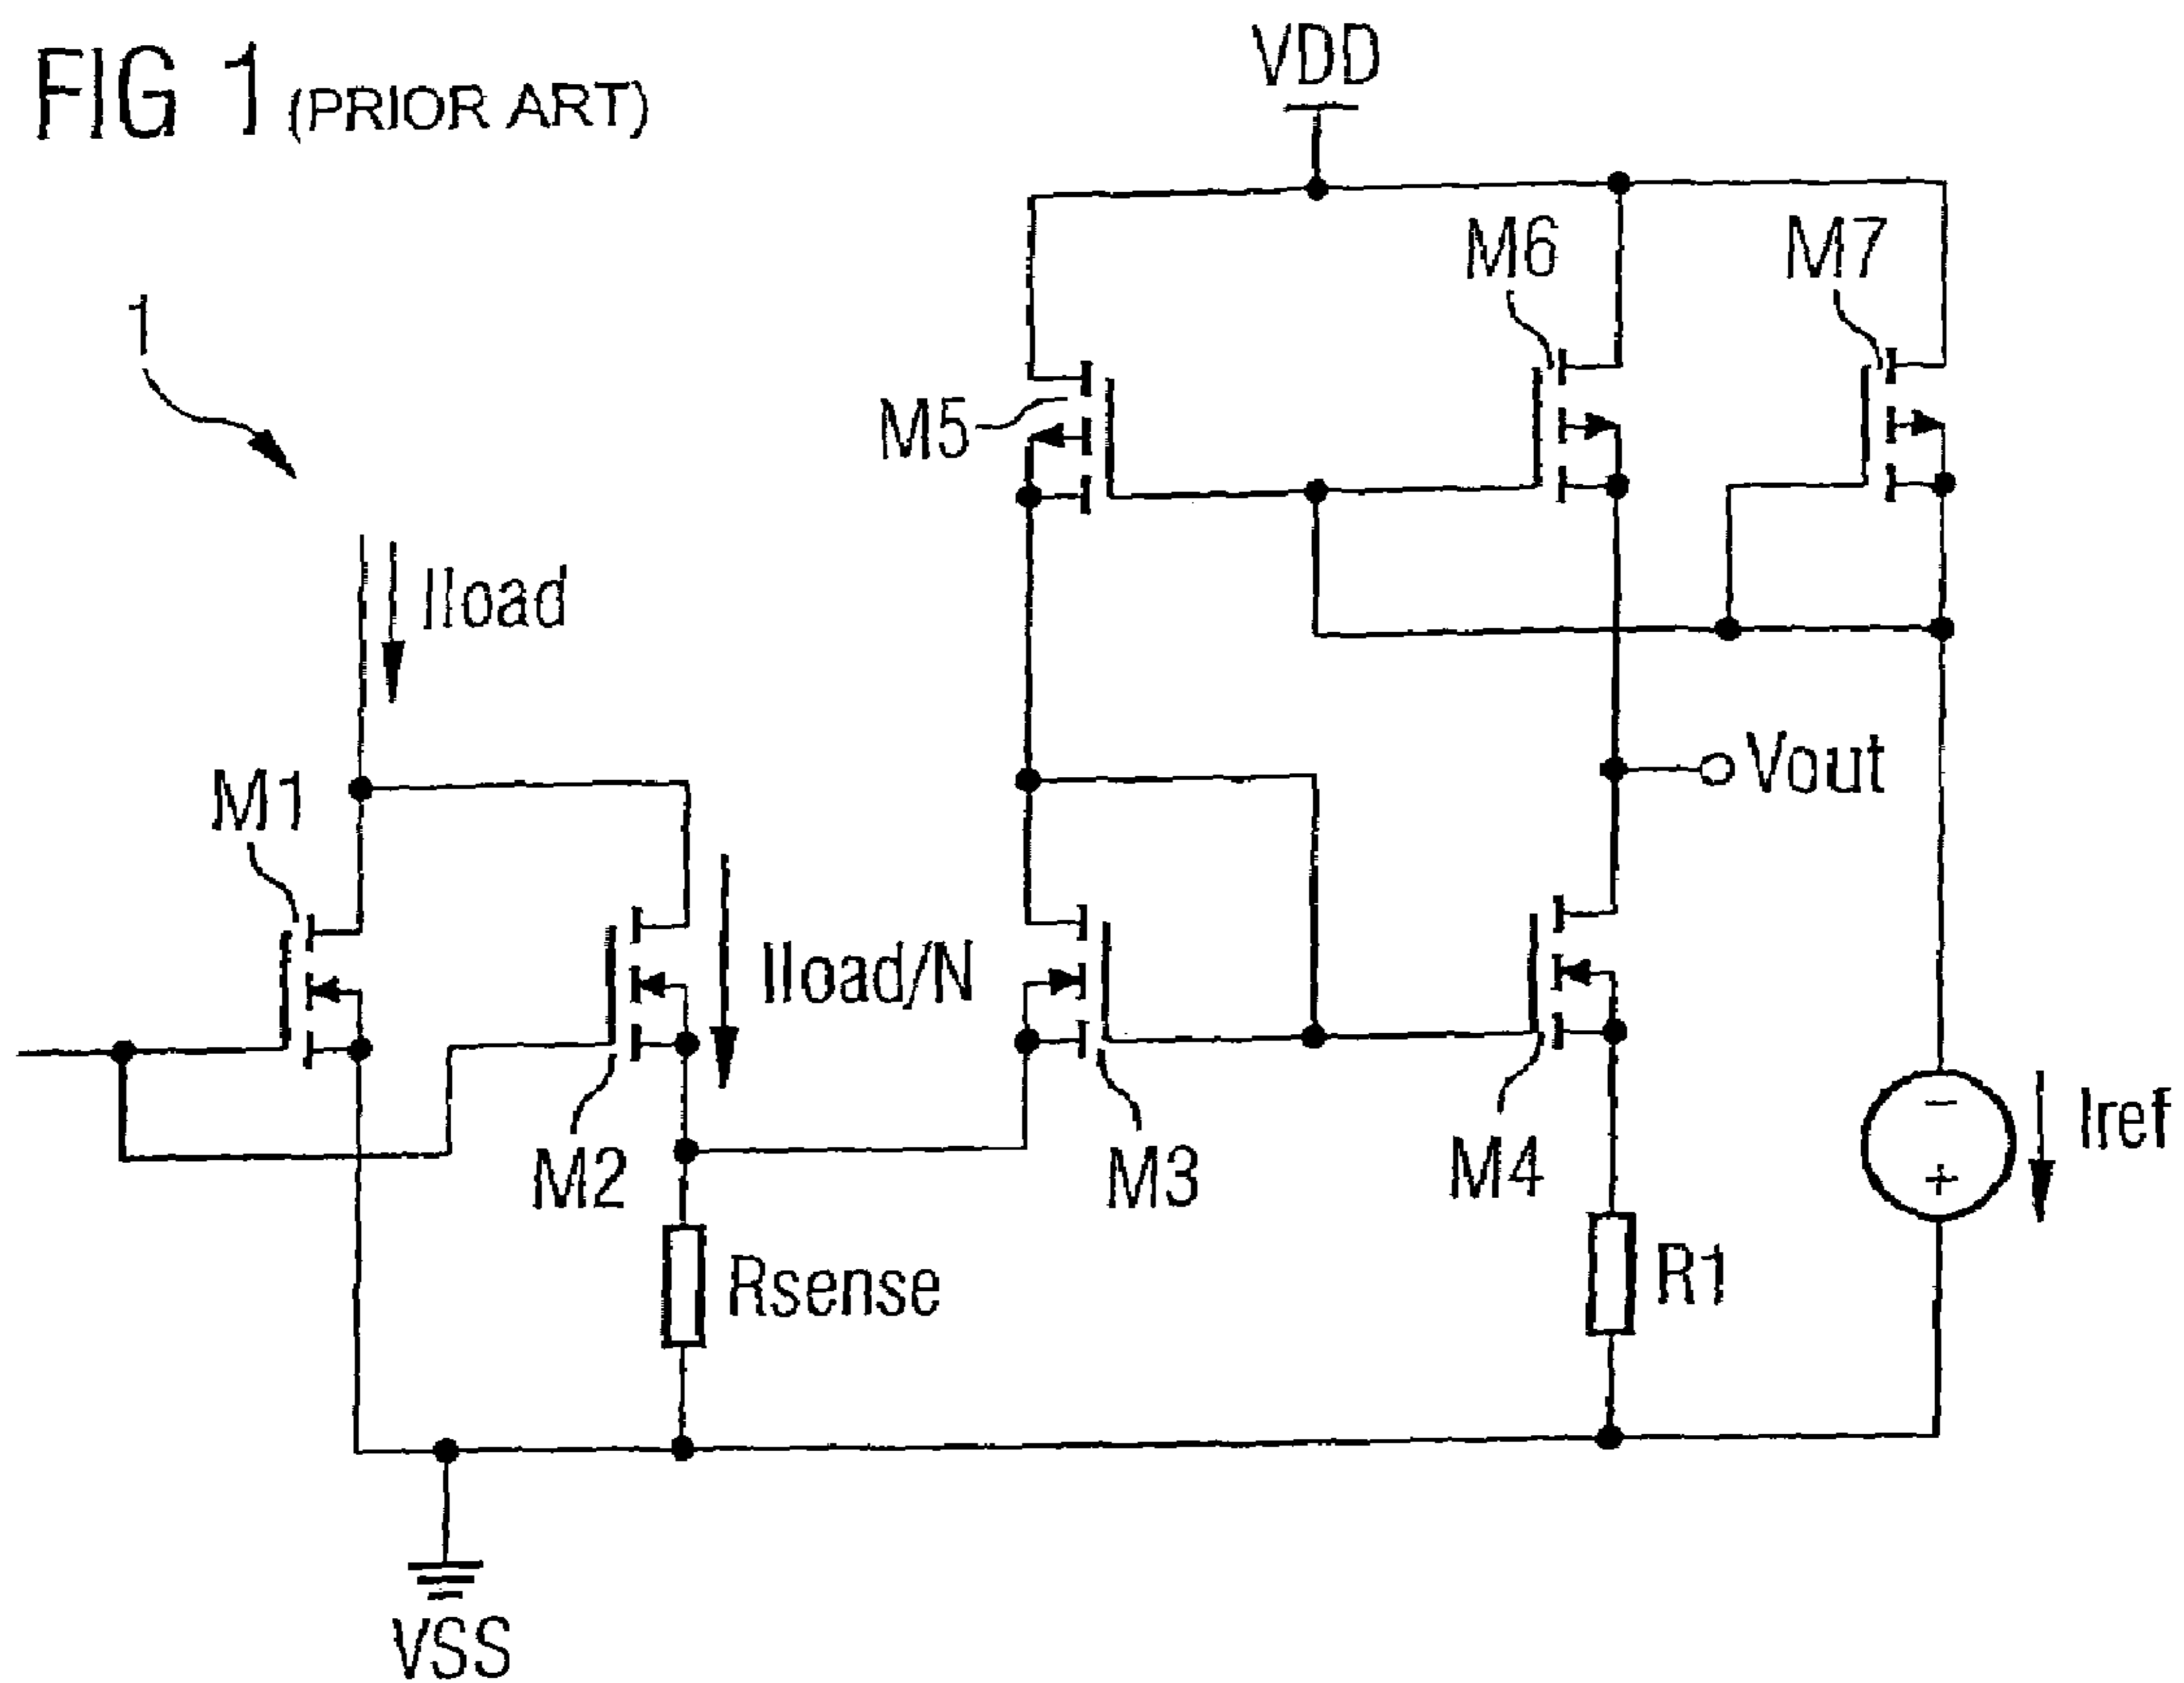 FIG 1 (PRIOR ART)
VDD
M6
M7
1
M5
Iload
Vout
M1
Iload/N
Iref
M2
M3
M4
Rsense
R1
VSS